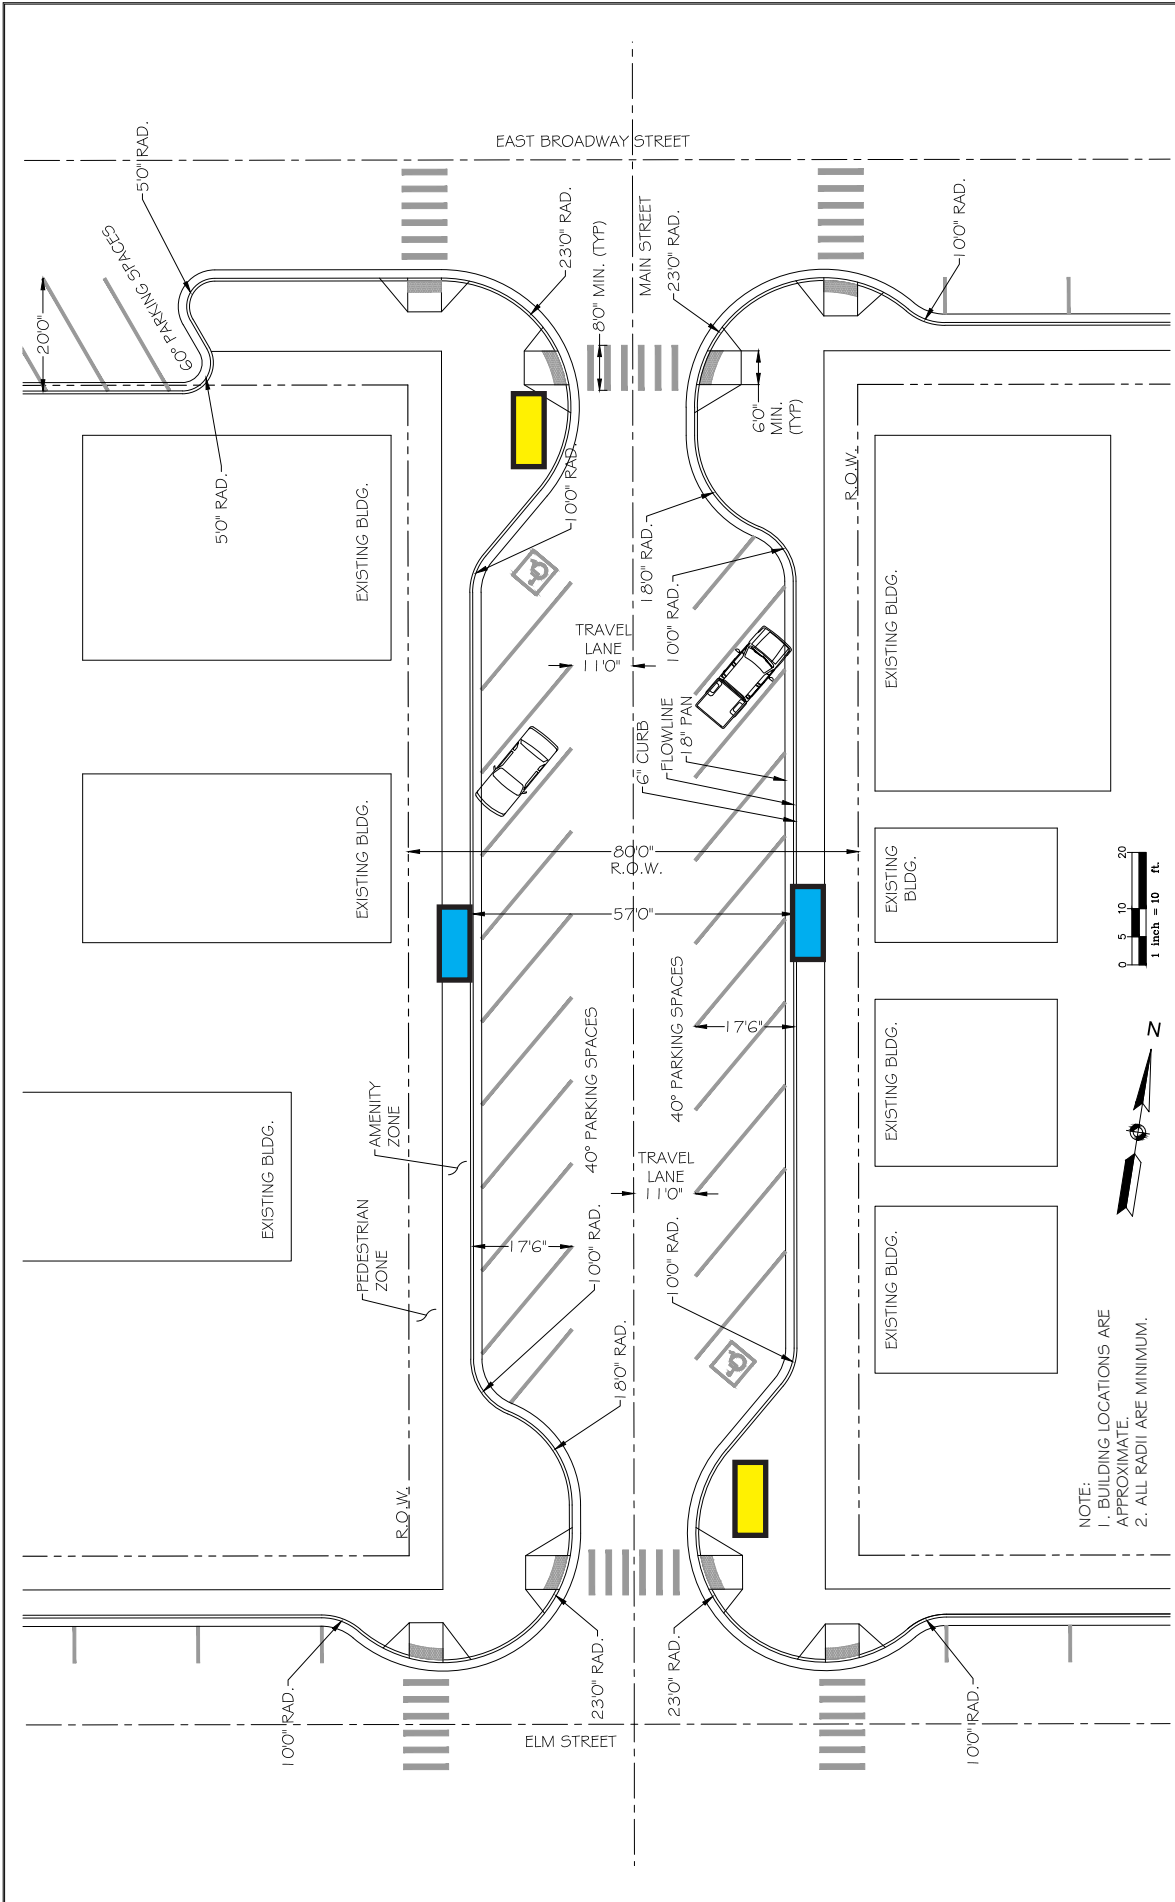 EAST BROADWAY STREET
5'0" RAD.
60° PARKING SPACES
20'0"
5'0" RAD.
23'0" RAD.
8'0" MIN. (TYP)
MAIN STREET
23'0" RAD.
10'0" RAD.
6'0"
MIN.
(TYP)
10'0" RAD.
18'0" RAD.
10'0" RAD.
R.O.W.
EXISTING BLDG.
EXISTING BLDG.
TRAVEL
LANE
11'0"
6" CURB
FLOWLINE
18" PAN
EXISTING BLDG.
80'0"
R.O.W.
EXISTING
BLDG.
57'0"
40° PARKING SPACES
40° PARKING SPACES
17'6"
EXISTING BLDG.
AMENITY
ZONE
EXISTING BLDG.
TRAVEL
LANE
11'0"
PEDESTRIAN
ZONE
17'6"
10'0" RAD.
10'0" RAD.
EXISTING BLDG.
18'0" RAD.
R.O.W.
0 5 10 20
1 inch = 10 ft.
N
NOTE:
1. BUILDING LOCATIONS ARE
APPROXIMATE.
2. ALL RADII ARE MINIMUM.
10'0" RAD.
23'0" RAD.
23'0" RAD.
10'0" RAD.
ELM STREET